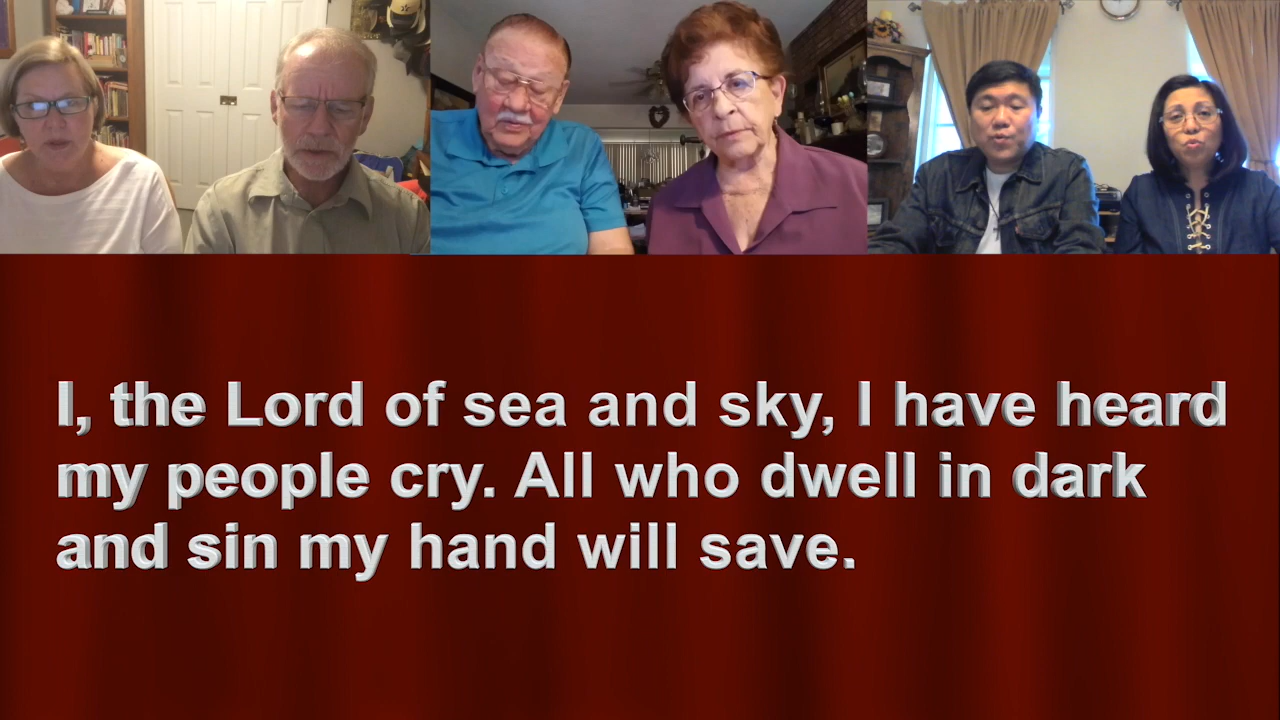 I, the Lord of sea and sky, I have heard
my people cry. All who dwell in dark
and sin my hand will save.